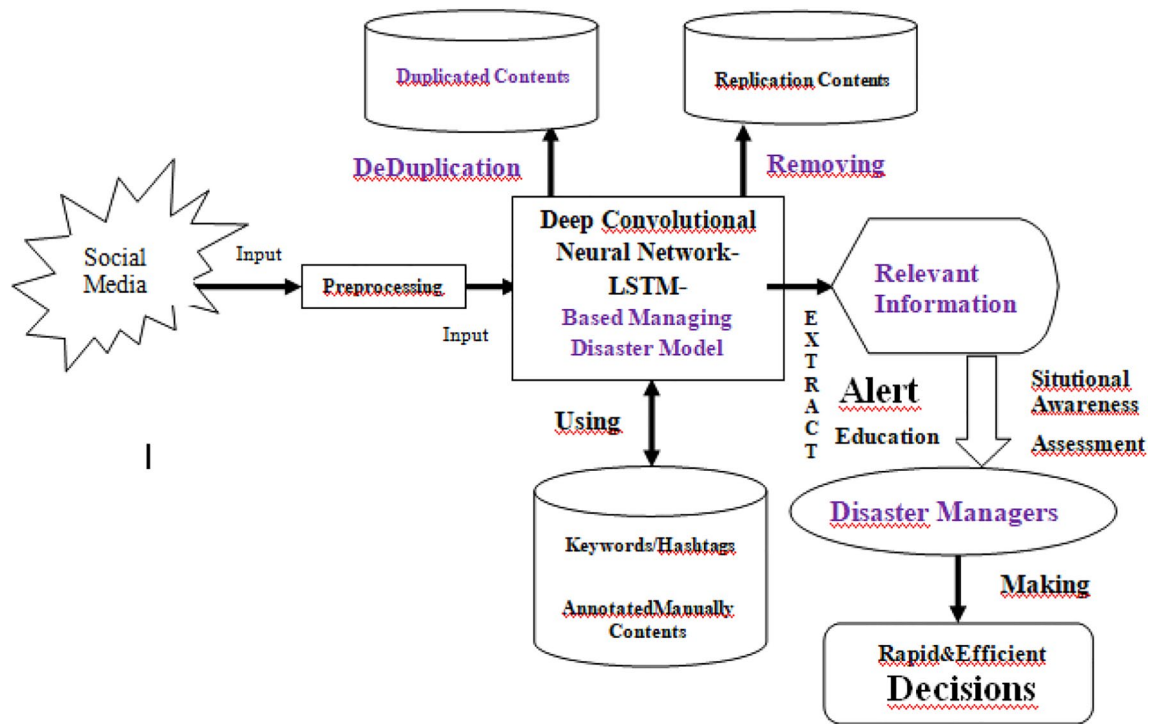 Duplicated Contents
Replication Contents
DeDuplication
Removing
Social
Media
Input
Preprocessing
Input
Deep Convolutional
Neural Network-
LSTM-
Based Managing
Disaster Model
EXTRACT
Relevant
Information
Using
Alert
Education
Situtional
Awareness
Assessment
Keywords/Hashtags
AnnotatedManually
Contents
Disaster Managers
Making
Rapid&Efficient
Decisions